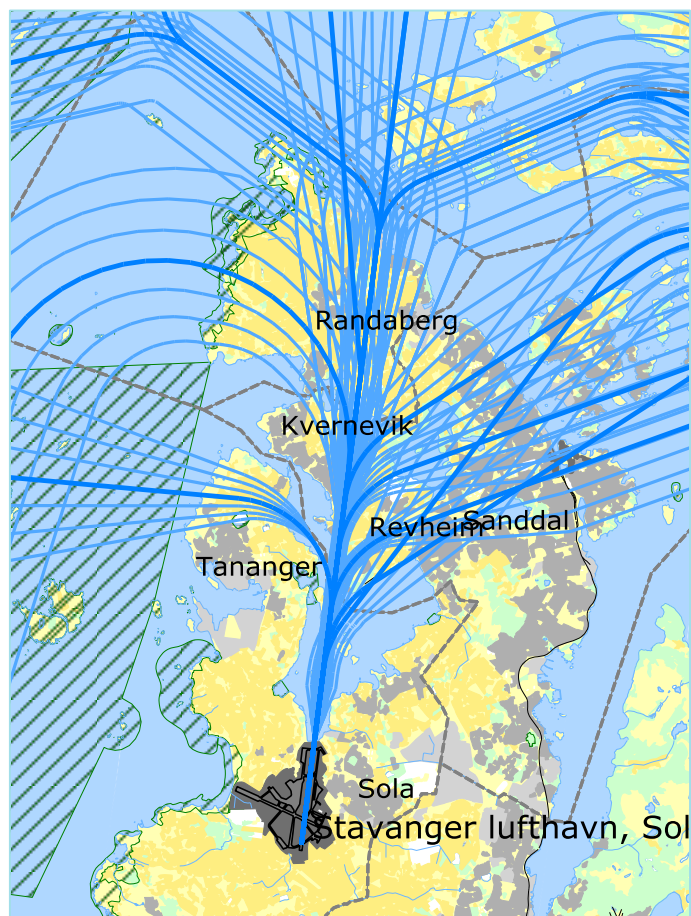 Randaberg
Kvernevik
Revheim
Sanddal
Tananger
Sola
Stavanger lufthavn, Sol